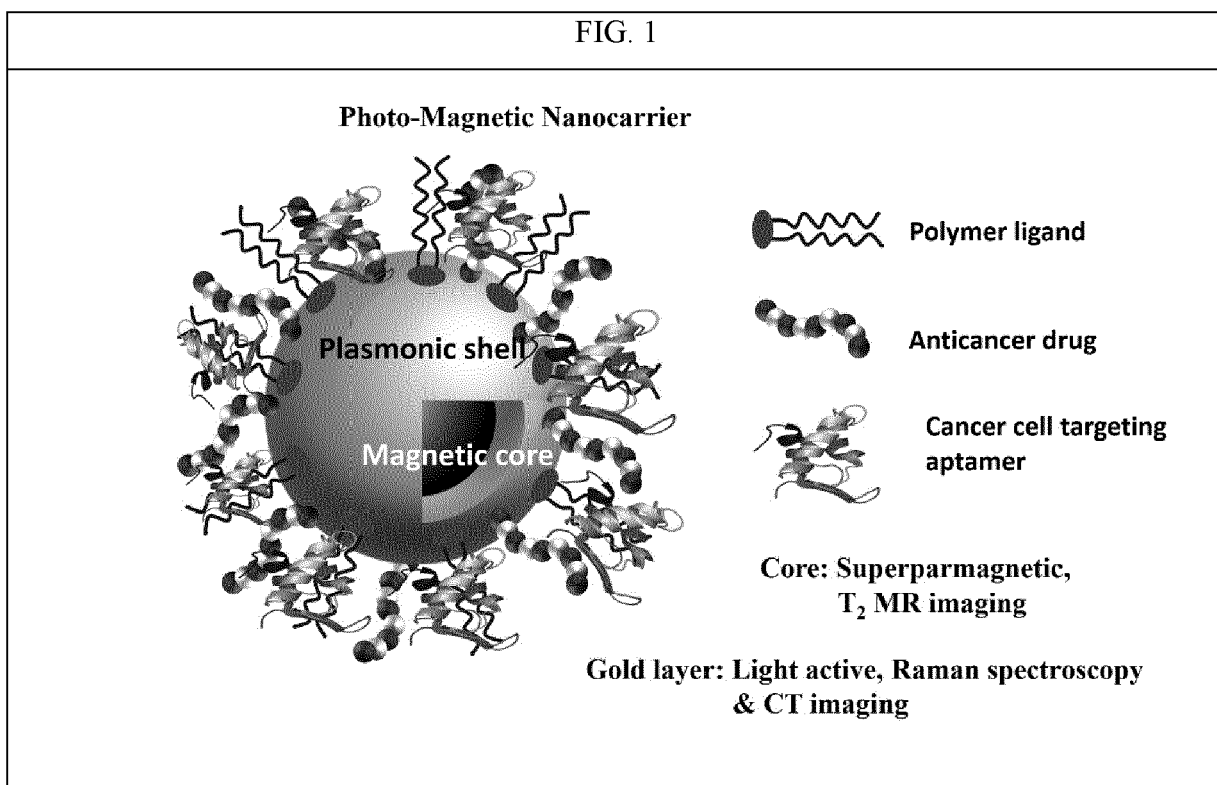 FIG. 1
Photo-Magnetic Nanocarrier
Plasmonic shell
Magnetic core
Polymer ligand
Anticancer drug
Cancer cell targeting
aptamer
Core: Superparmagnetic,
T₂ MR imaging
Gold layer: Light active, Raman spectroscopy
& CT imaging